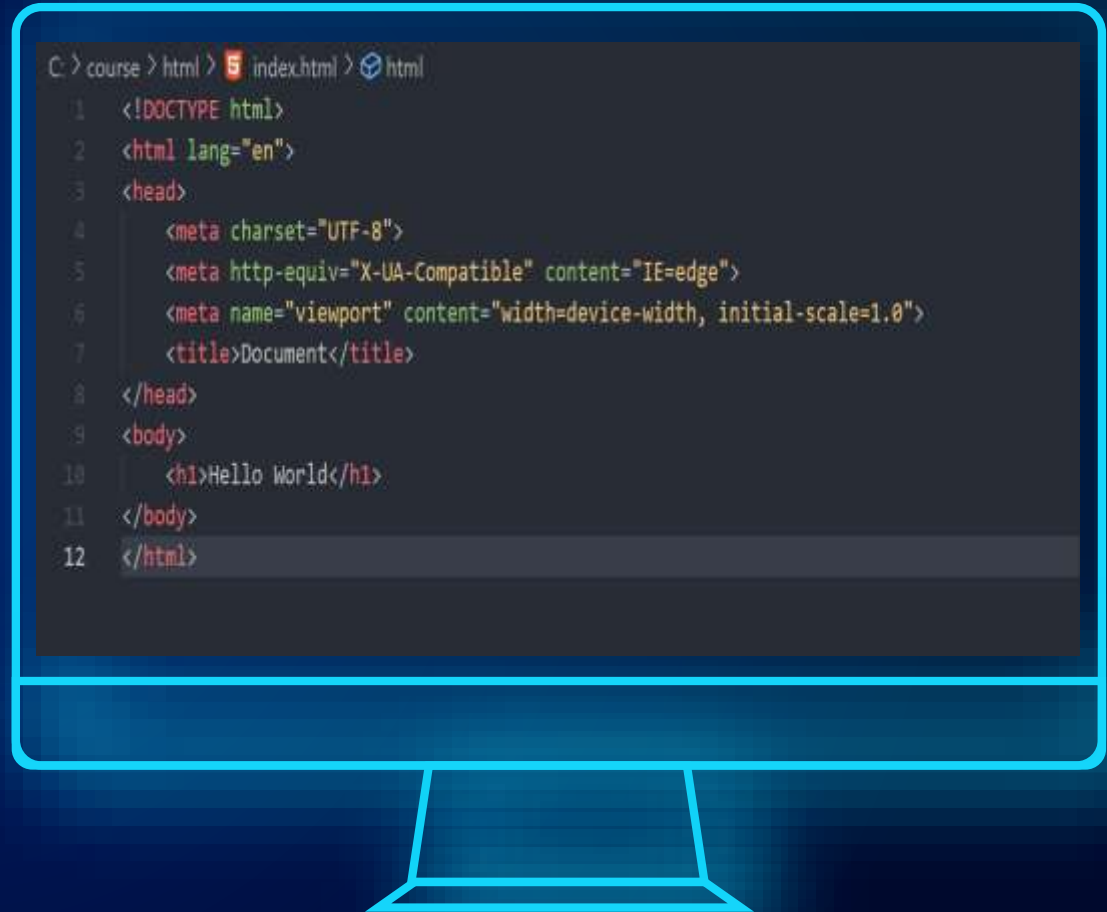 C: > course > html > index.html > html
1 <!DOCTYPE html>
2 <html lang="en">
3 <head>
4     <meta charset="UTF-8">
5     <meta http-equiv="X-UA-Compatible" content="IE=edge">
6     <meta name="viewport" content="width=device-width, initial-scale=1.0">
7     <title>Document</title>
8 </head>
9 <body>
10     <h1>Hello World</h1>
11 </body>
12 </html>